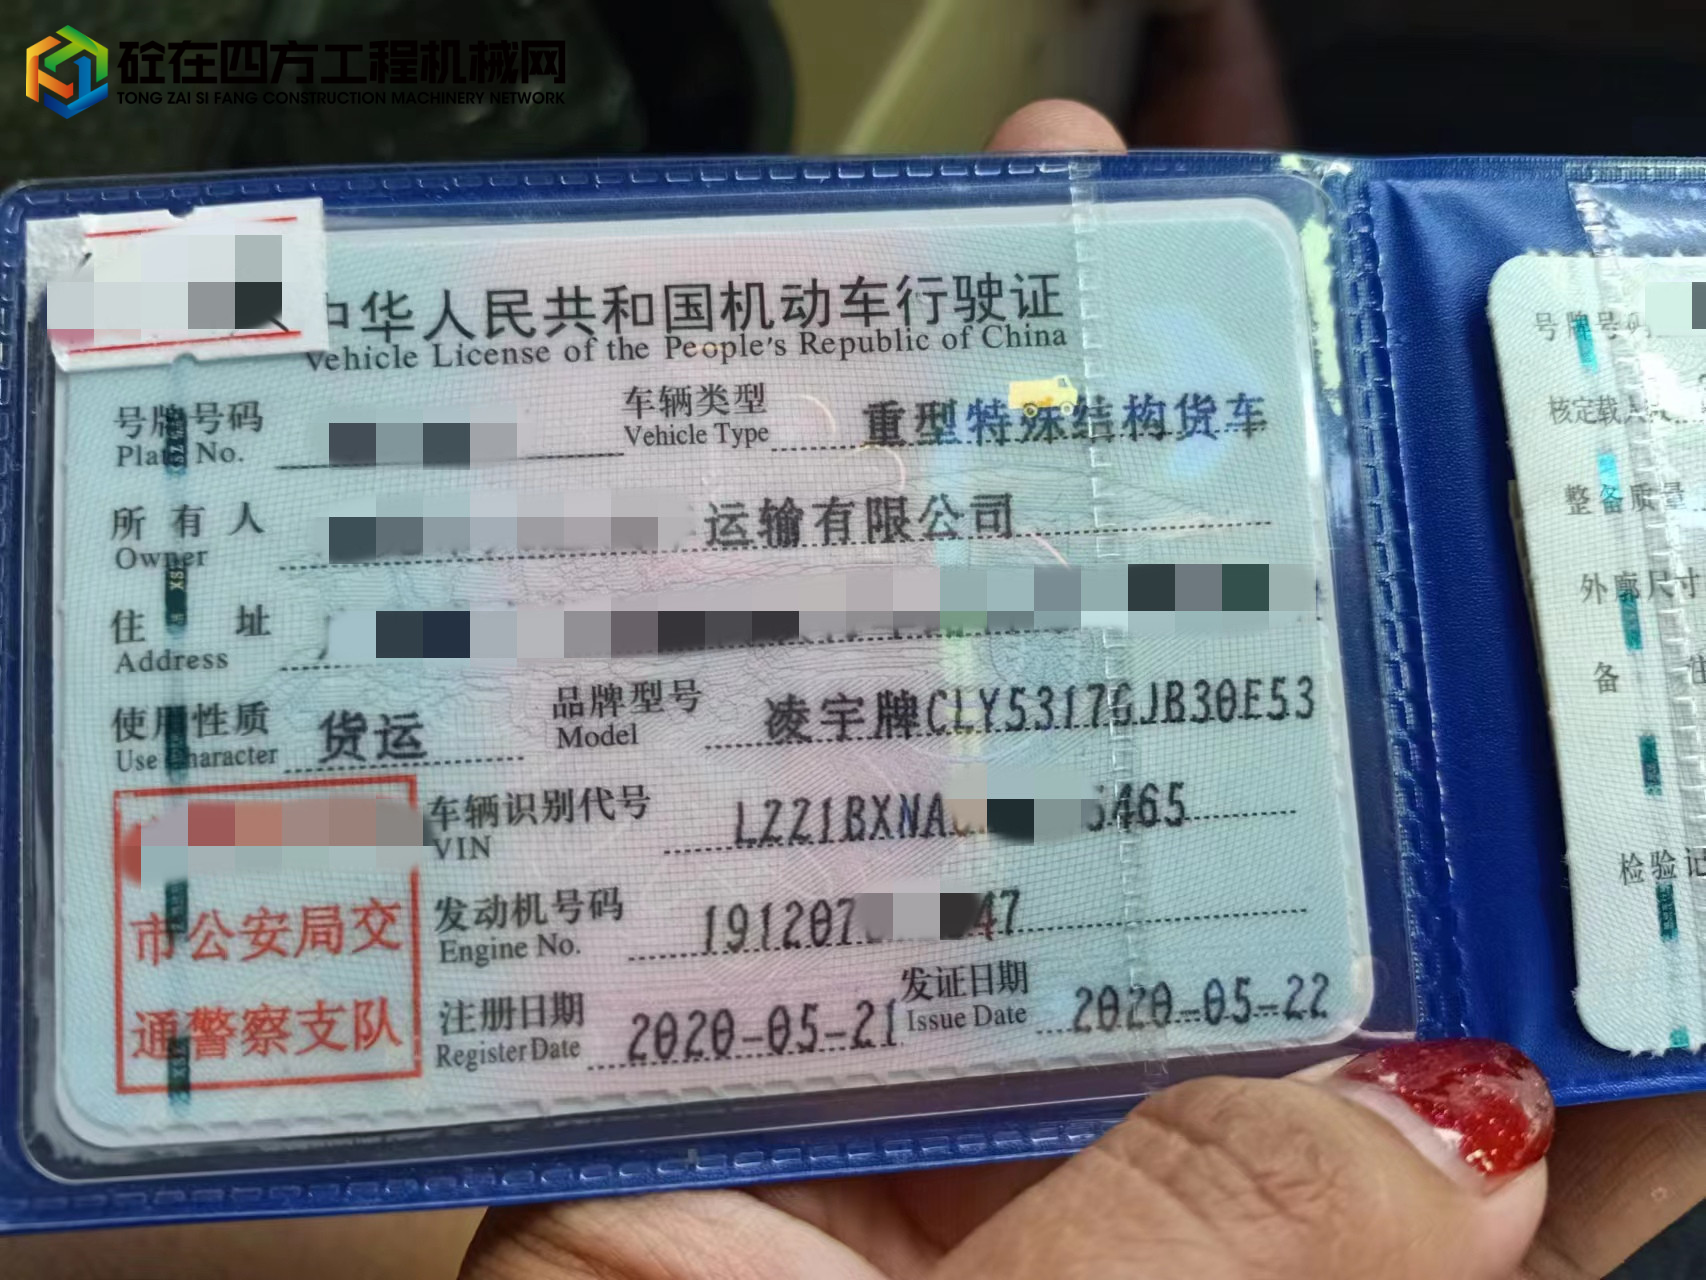 砼在四方工程机械网
TONG ZAI SI FANG CONSTRUCTION MACHINERY NETWORK
中华人民共和国机动车行驶证
Vehicle License of the People's Republic of China
号牌号码
Plate No.
车辆类型
Vehicle Type
重型特殊结构货车
所有人
Owner
运输有限公司
住址
Address
使用性质
Use Character
货运
品牌型号
Model
凌宇牌CLY5317GJB30E53
车辆识别代号
VIN
LZZ1BXNA 5465
发动机号码
Engine No.
191207 47
注册日期
Register Date
2020-05-21
发证日期
Issue Date
2020-05-22
市公安局交
通警察支队
号牌号码
核定载人
整备质量
外廓尺寸
备
检验记